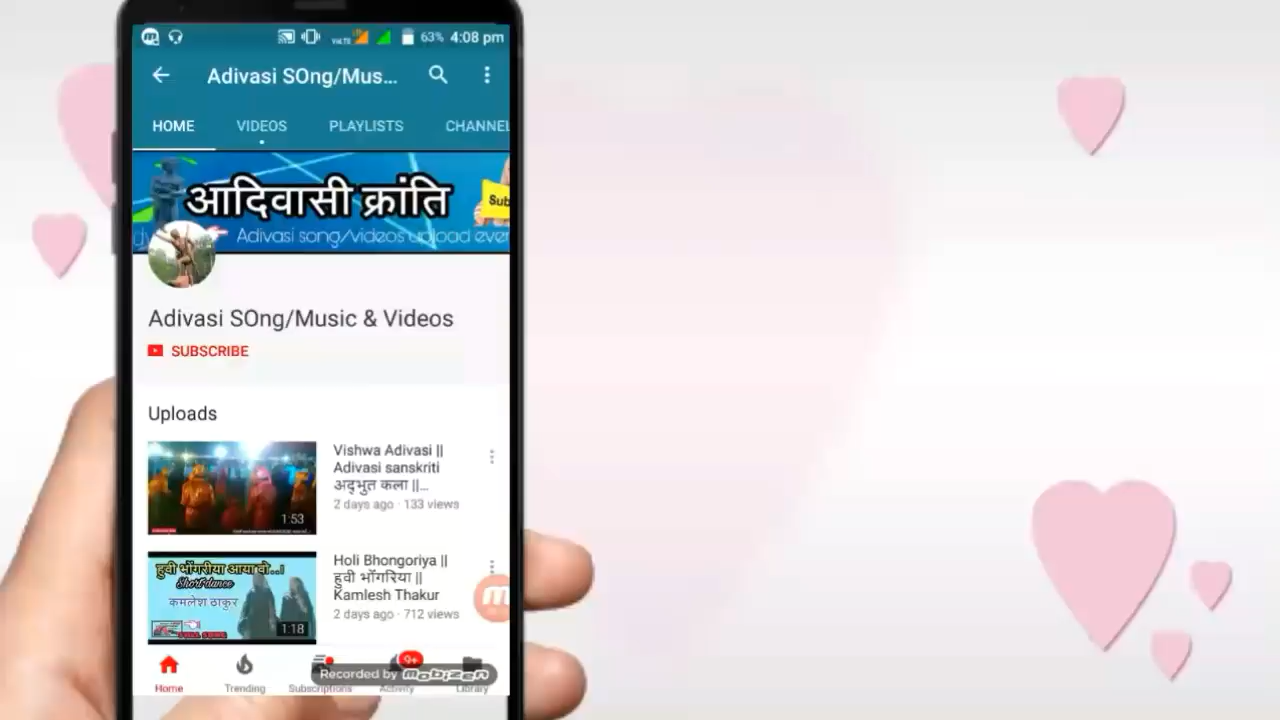 63% 4:08 pm
Adivasi SOng/Mus...
HOME VIDEOS PLAYLISTS CHANNEL
आदिवासी क्रांति
Sub
Adivasi song/videos upload ever
Adivasi SOng/Music & Videos
SUBSCRIBE
Uploads
Vishwa Adivasi ||
Adivasi sanskriti
अद्भुत कला ||...
2 days ago · 133 views
1:53
Holi Bhongoriya ||
हुवी भोंगरिया ||
Kamlesh Thakur
2 days ago · 712 views
हुवी भोंगरीया आया वो..।
Short dance
कमलेश ठाकुर
1:18
9+
Recorded by mobizen
Home Trending Subscriptions Activity Library